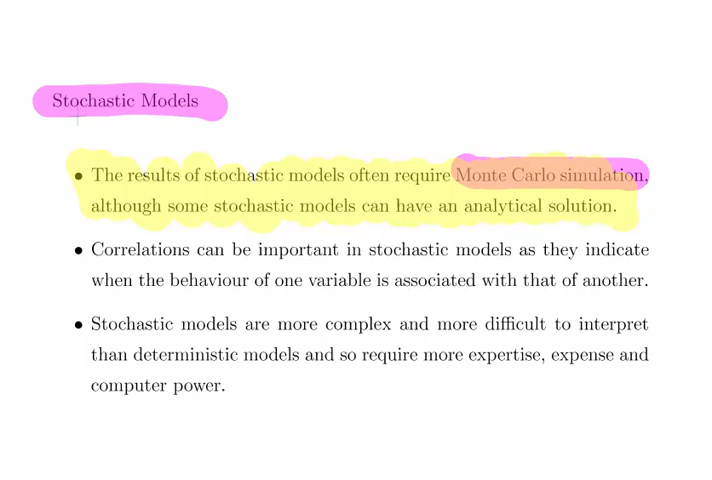 Stochastic Models
• The results of stochastic models often require Monte Carlo simulation,
although some stochastic models can have an analytical solution.
• Correlations can be important in stochastic models as they indicate
when the behaviour of one variable is associated with that of another.
• Stochastic models are more complex and more difficult to interpret
than deterministic models and so require more expertise, expense and
computer power.